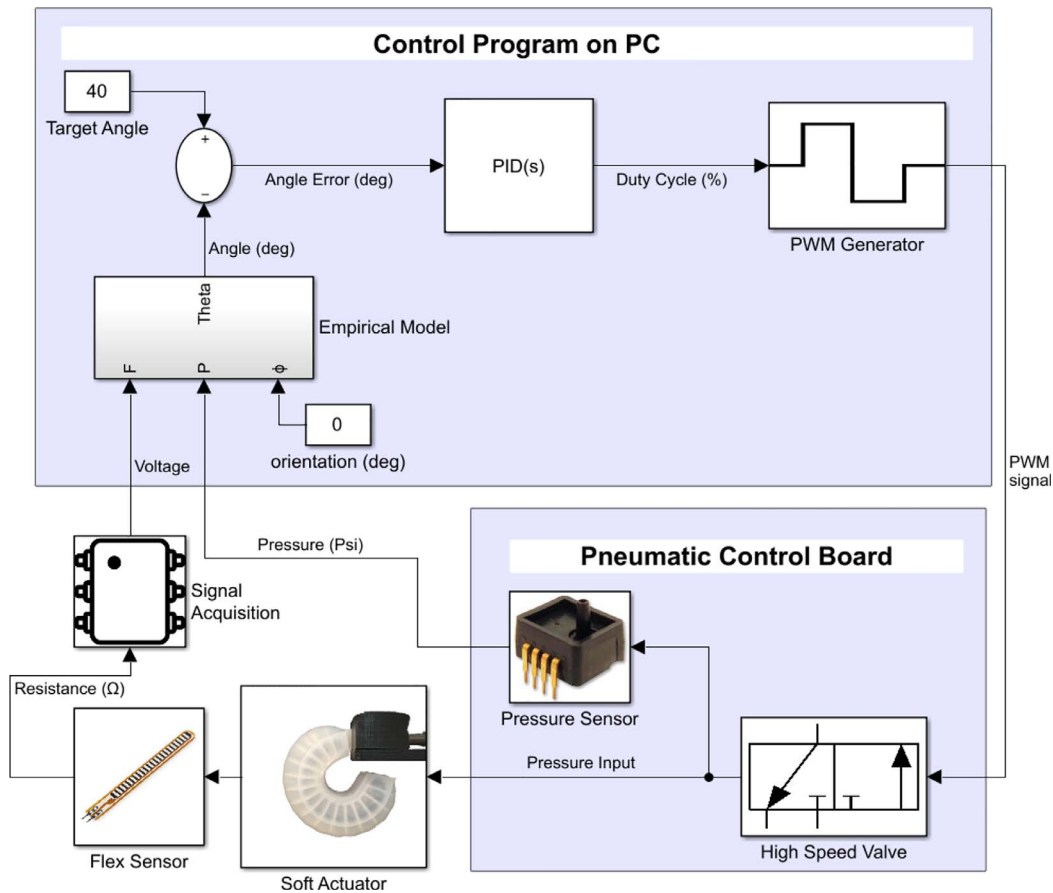 Control Program on PC
40
Target Angle
+
−
Angle Error (deg)
PID(s)
Duty Cycle (%)
PWM Generator
Angle (deg)
Theta
F
P
ϕ
Empirical Model
0
orientation (deg)
Voltage
PWM
signal
Pressure (Psi)
Pneumatic Control Board
Signal
Acquisition
Resistance (Ω)
Pressure Sensor
Pressure Input
Flex Sensor
Soft Actuator
High Speed Valve